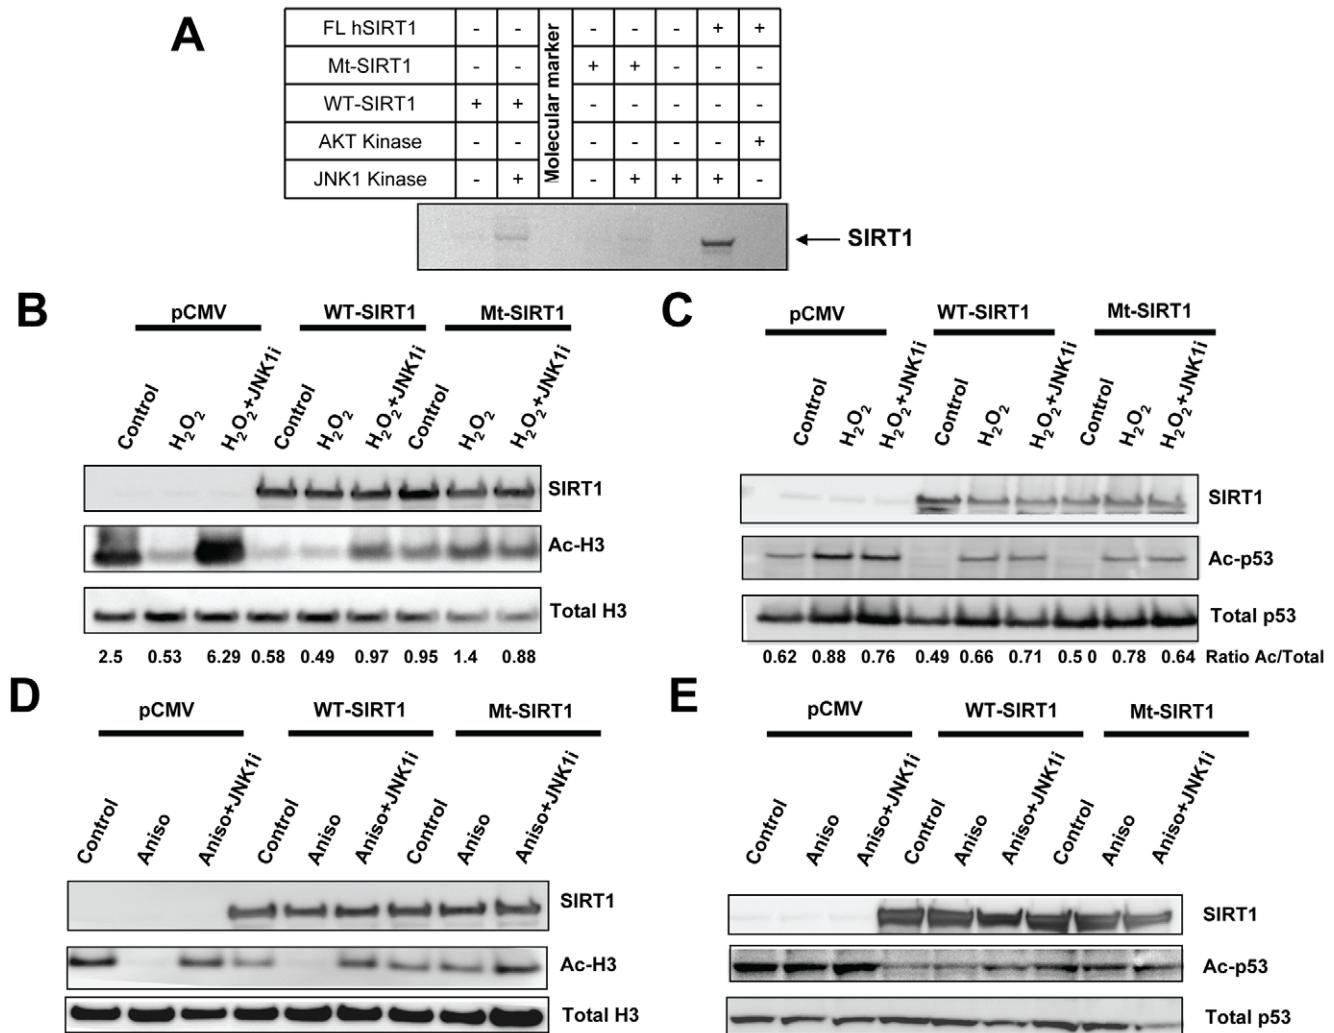 A
FL hSIRT1 - - - - - + +
Mt-SIRT1 - - + + - - -
WT-SIRT1 + + - - - - -
AKT Kinase - - - - - - +
JNK1 Kinase - + - + + + -
Molecular marker
SIRT1
B
pCMV WT-SIRT1 Mt-SIRT1
Control H2O2 H2O2+JNK1i Control H2O2 H2O2+JNK1i Control H2O2 H2O2+JNK1i
SIRT1
Ac-H3
Total H3
2.5 0.53 6.29 0.58 0.49 0.97 0.95 1.4 0.88
C
pCMV WT-SIRT1 Mt-SIRT1
Control H2O2 H2O2+JNK1i Control H2O2 H2O2+JNK1i Control H2O2 H2O2+JNK1i
SIRT1
Ac-p53
Total p53
0.62 0.88 0.76 0.49 0.66 0.71 0.5 0 0.78 0.64 Ratio Ac/Total
D
pCMV WT-SIRT1 Mt-SIRT1
Control Aniso Aniso+JNK1i Control Aniso Aniso+JNK1i Control Aniso Aniso+JNK1i
SIRT1
Ac-H3
Total H3
E
pCMV WT-SIRT1 Mt-SIRT1
Control Aniso Aniso+JNK1i Control Aniso Aniso+JNK1i Control Aniso Aniso+JNK1i
SIRT1
Ac-p53
Total p53